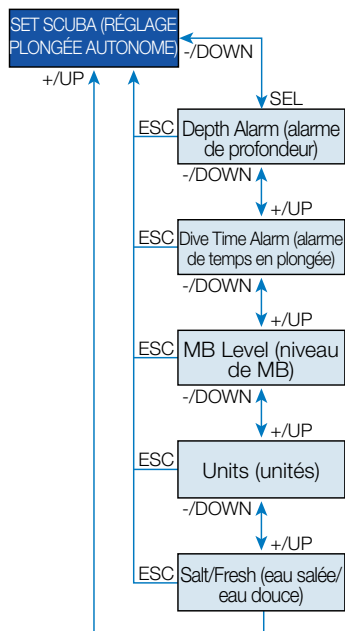 SET SCUBA (RÉGLAGE
PLONGÉE AUTONOME)
-/DOWN
+/UP
SEL
ESC
Depth Alarm (alarme
de profondeur)
-/DOWN
+/UP
ESC
Dive Time Alarm (alarme
de temps en plongée)
-/DOWN
+/UP
ESC
MB Level (niveau
de MB)
-/DOWN
+/UP
ESC
Units (unités)
-/DOWN
+/UP
ESC
Salt/Fresh (eau salée/
eau douce)